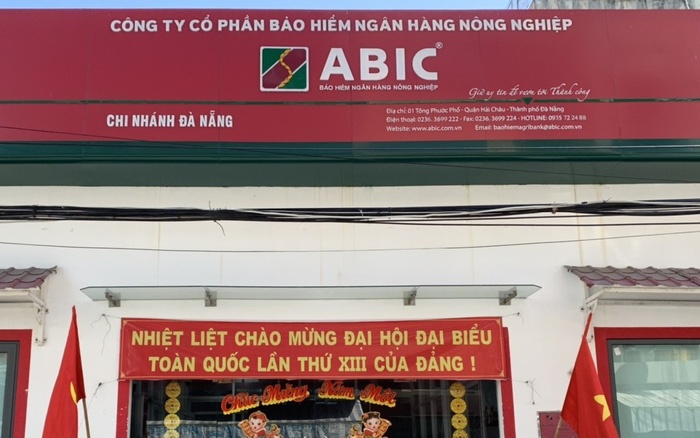 CÔNG TY CỔ PHẦN BẢO HIỂM NGÂN HÀNG NÔNG NGHIỆP
ABIC®
BẢO HIỂM NGÂN HÀNG NÔNG NGHIỆP
Giữ uy tín để vươn tới Thành công
CHI NHÁNH ĐÀ NẴNG
Địa chỉ: 01 Tống Phước Phổ - Quận Hải Châu - Thành phố Đà Nẵng
Điện thoại: 0236. 3699 222 - Fax: 0236. 3699 224 - HOTLINE: 0935 72 24 88
Website: www.abic.com.vn Email: baohiemagribank@abic.com.vn
NHIỆT LIỆT CHÀO MỪNG ĐẠI HỘI ĐẠI BIỂU
TOÀN QUỐC LẦN THỨ XIII CỦA ĐẢNG !
Chúc Mừng Năm Mới